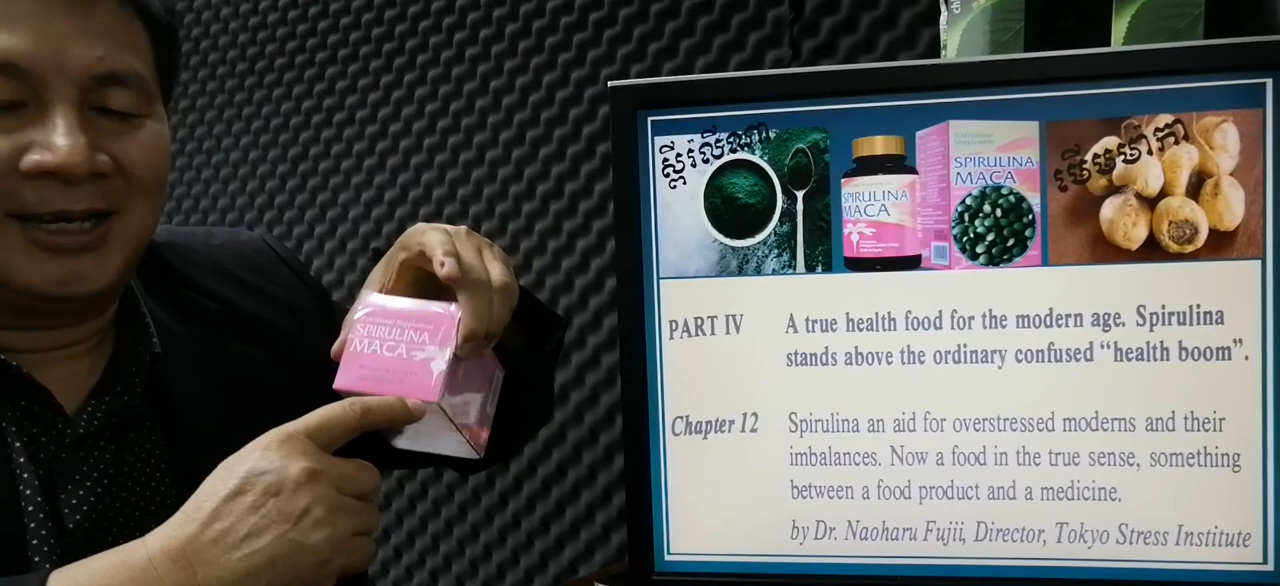 Nutritional Supplement
SPIRULINA
MACA
ស្ពីរូលីណា
SPIRULINA
MACA
SPIRULINA
MACA
មើមម៉ាកា
PART IV
A true health food for the modern age. Spirulina
stands above the ordinary confused “health boom”.
Chapter 12
Spirulina an aid for overstressed moderns and their
imbalances. Now a food in the true sense, something
between a food product and a medicine.
by Dr. Naoharu Fujii, Director, Tokyo Stress Institute